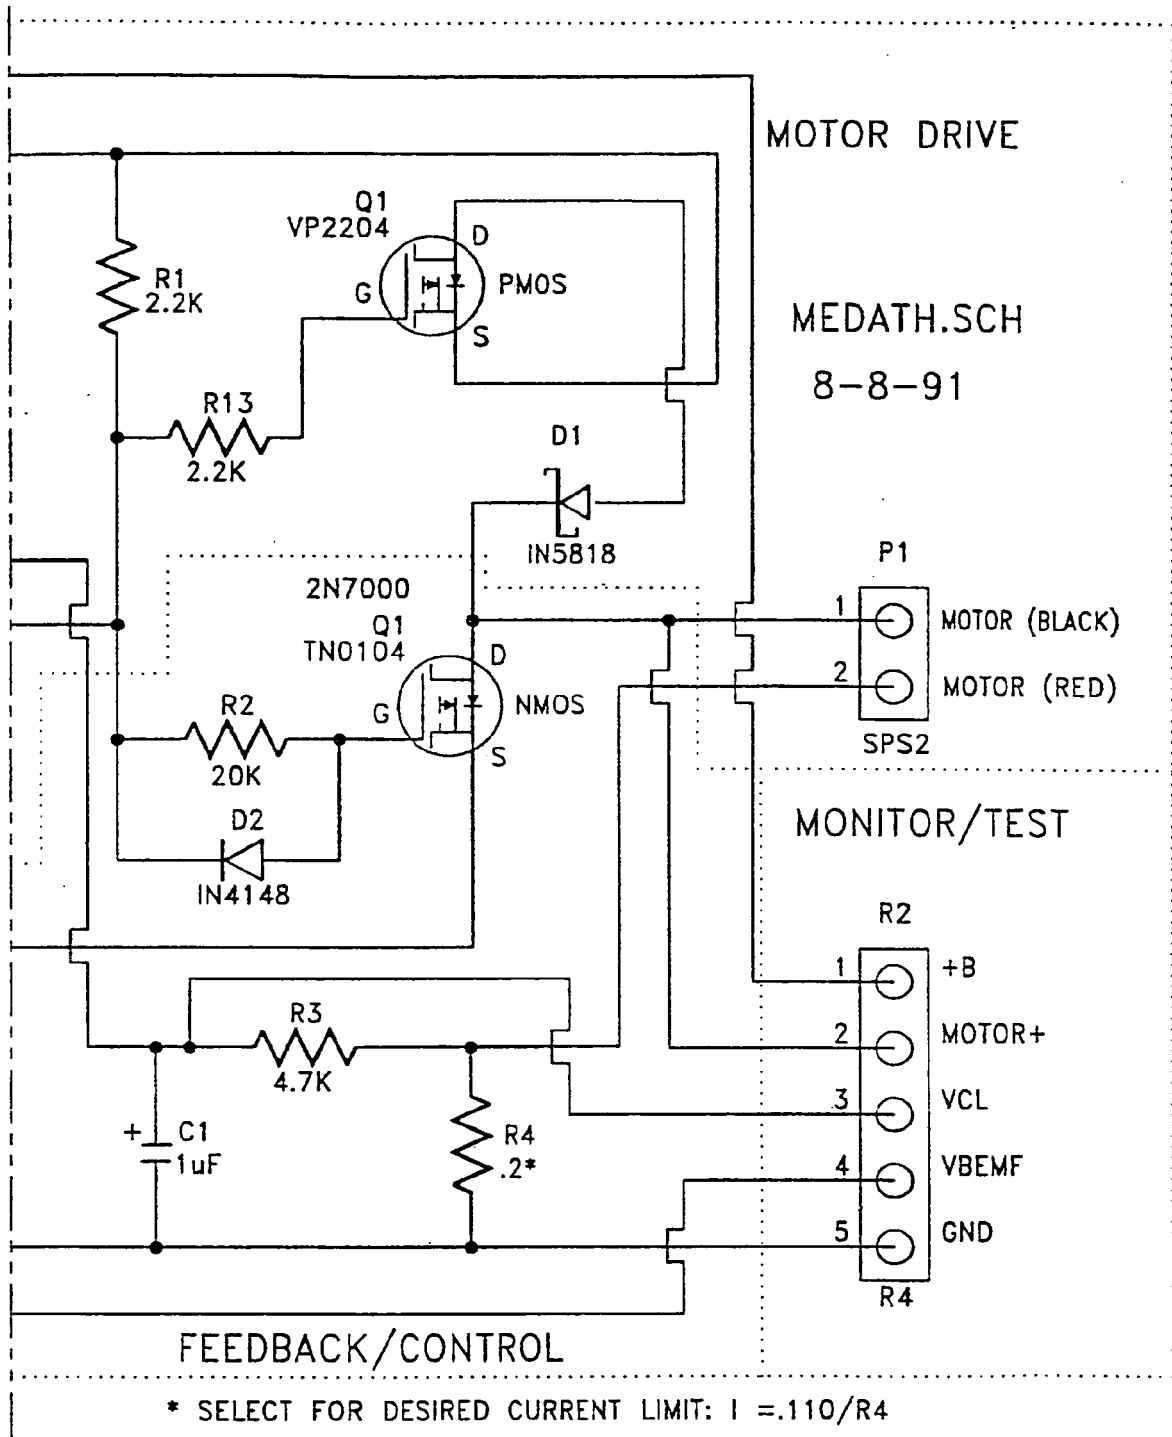 MOTOR DRIVE
Q1
VP2204
D
G
PMOS
S
R1
2.2K
MEDATH.SCH
8-8-91
R13
2.2K
D1
IN5818
P1
2N7000
Q1
TN0104
D
G
NMOS
S
1
MOTOR (BLACK)
2
MOTOR (RED)
SPS2
R2
20K
D2
IN4148
MONITOR/TEST
R2
1
+B
2
MOTOR+
3
VCL
4
VBEMF
5
GND
R4
R3
4.7K
+
C1
1uF
R4
.2*
FEEDBACK/CONTROL
* SELECT FOR DESIRED CURRENT LIMIT: I =.110/R4